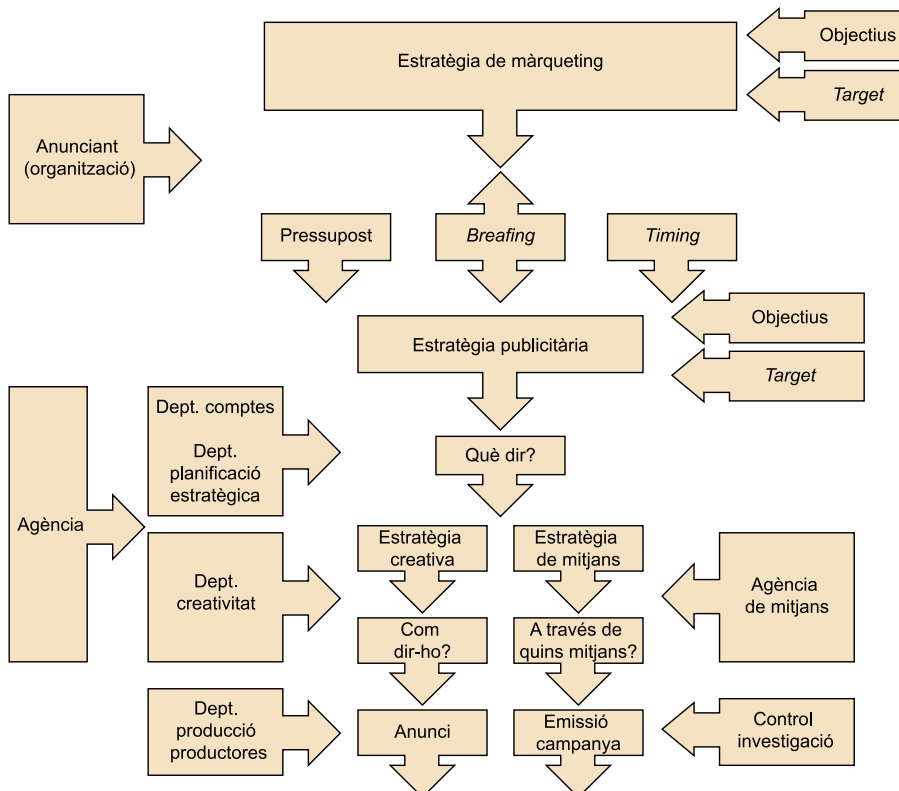 Objectius
Estratègia de màrqueting
Target
Anunciant
(organització)
Pressupost
Breafing
Timing
Objectius
Estratègia publicitària
Target
Dept. comptes
Dept.
planificació
estratègica
Què dir?
Agència
Estratègia
creativa
Estratègia
de mitjans
Dept.
creativitat
Agència
de mitjans
Com
dir-ho?
A través de
quins mitjans?
Dept.
producció
productores
Anunci
Emissió
campanya
Control
investigació